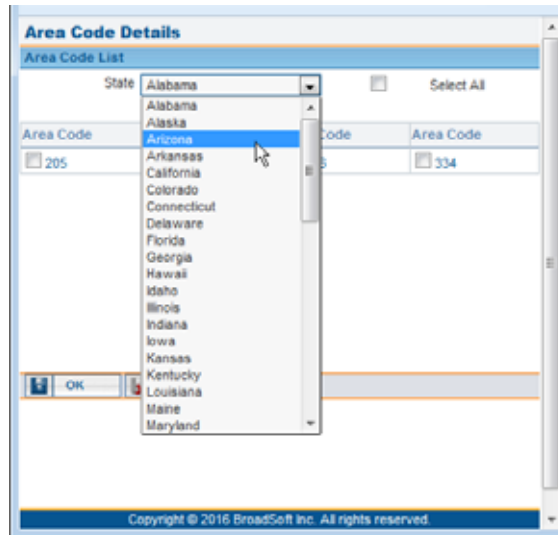 Area Code Details
Area Code List
State Alabama Select All
Alabama
Alaska
Area Code Code Area Code
Arizona
Arkansas
205 6 334
California
Colorado
Connecticut
Delaware
Florida
Georgia
Hawaii
Idaho
Illinois
Indiana
Iowa
Kansas
Kentucky
OK
Louisiana
Maine
Maryland
Copyright © 2016 BroadSoft Inc. All rights reserved.